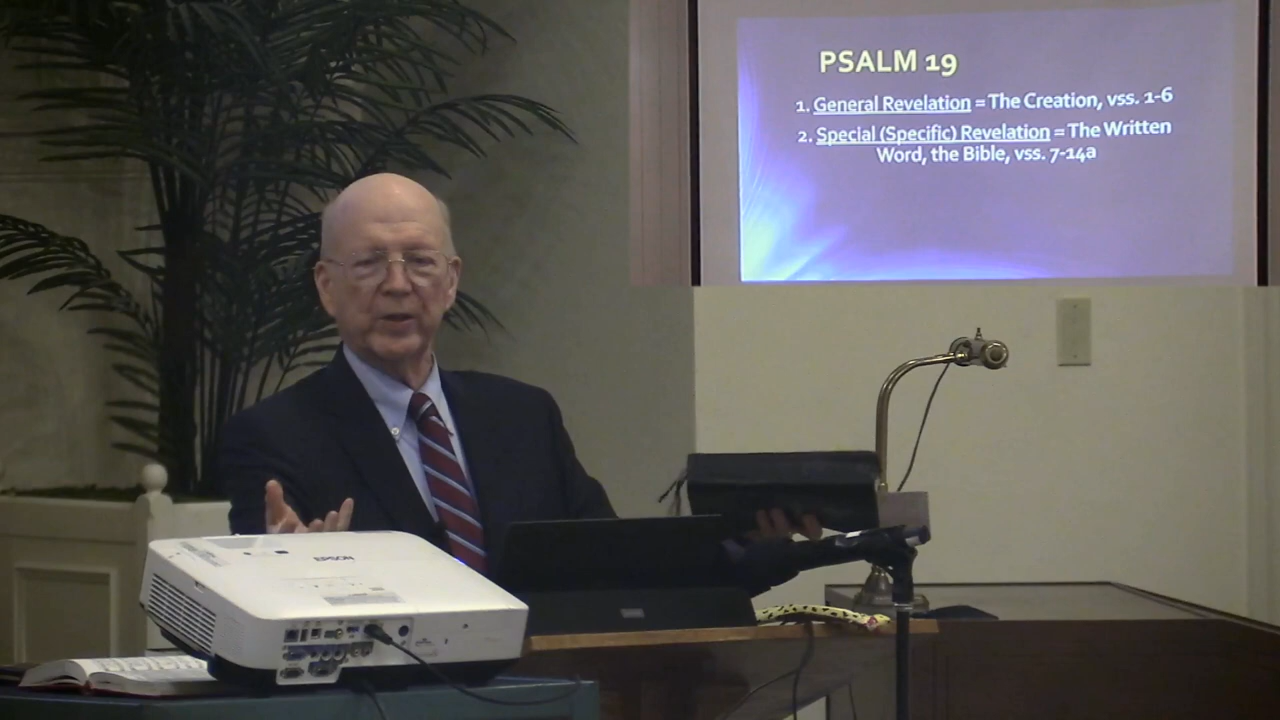 PSALM 19
1. General Revelation = The Creation, vss. 1-6
2. Special (Specific) Revelation = The Written
Word, the Bible, vss. 7-14a
EPSON